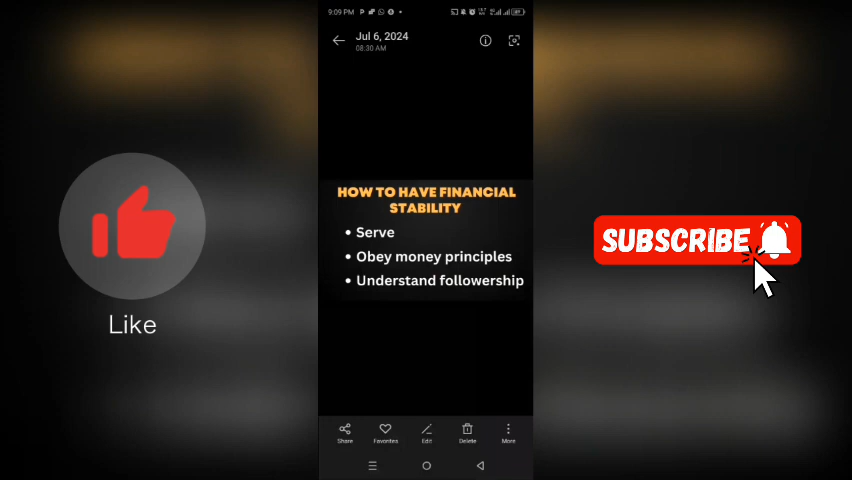 9:09 PM
Jul 6, 2024
08:30 AM
HOW TO HAVE FINANCIAL
STABILITY
• Serve
• Obey money principles
• Understand followership
Like
SUBSCRIBE
Share
Favorites
Edit
Delete
More